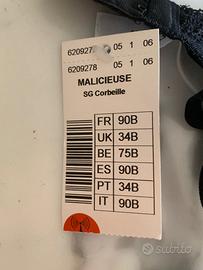 6209278 05 1 06
6209278 05 1 06
MALICIEUSE
SG Corbeille
FR 90B
UK 34B
BE 75B
ES 90B
PT 34B
IT 90B
subito